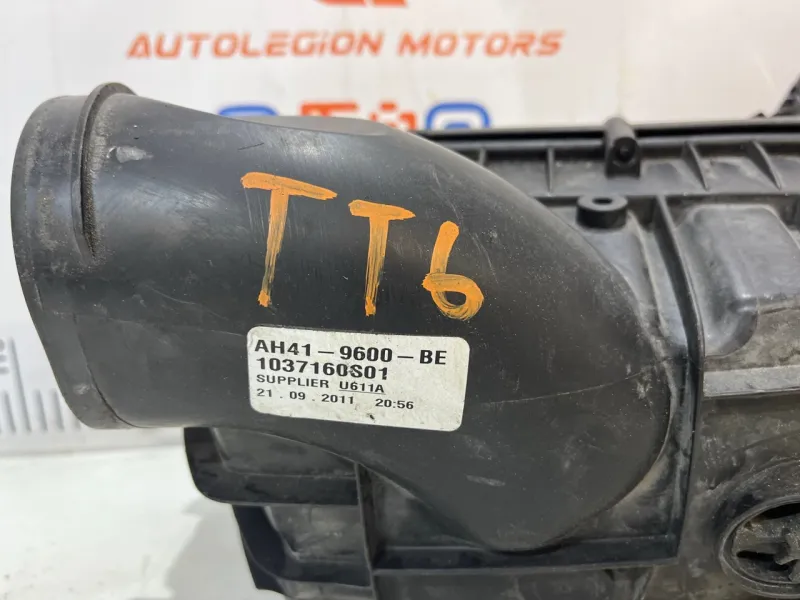 AUTOLEGION MOTORS
TT6
AH41-9600-BE
1037160S01
SUPPLIER U611A
21.09.2011 20:56